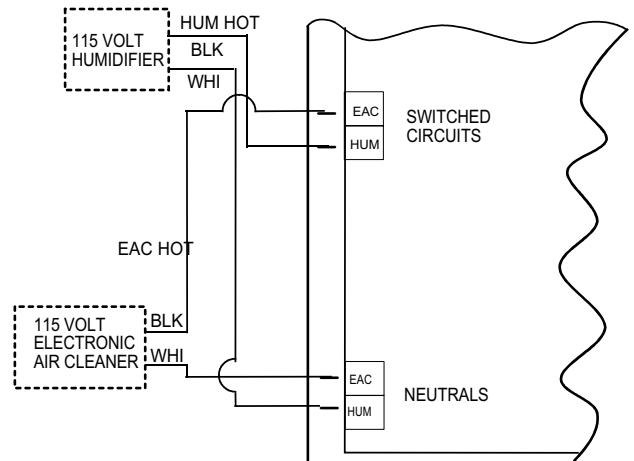 HUM HOT
115 VOLT
HUMIDIFIER
BLK
WHI
EAC
HUM
SWITCHED
CIRCUITS
EAC HOT
115 VOLT
ELECTRONIC
AIR CLEANER
BLK
WHI
EAC
HUM
NEUTRALS